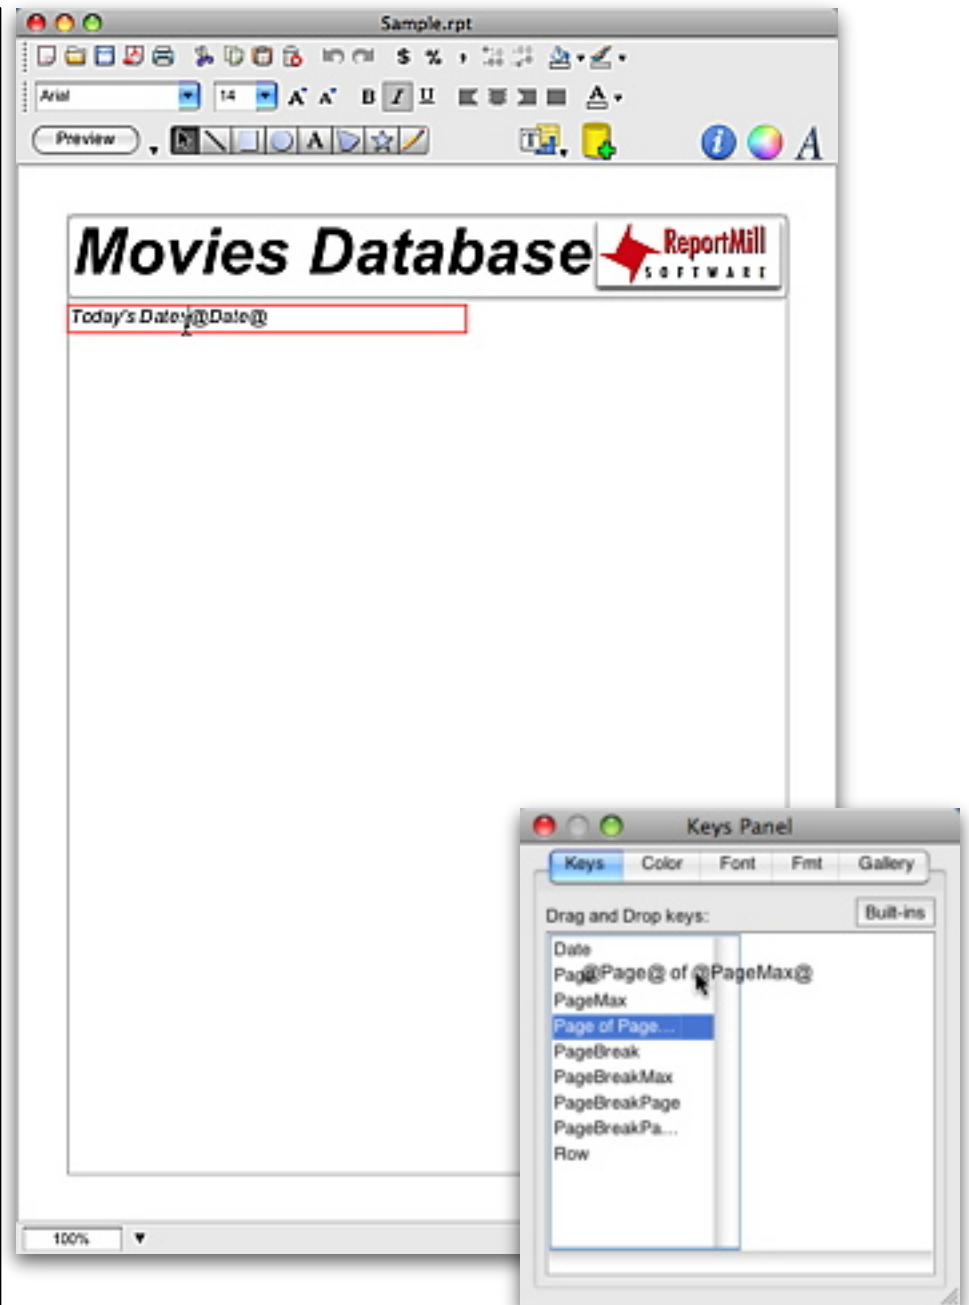 Sample.rpt
$ % ,
Arial 14 A A B I U A
Preview A i A
Movies Database ReportMill
SOFTWARE
Today's Date: @Date@
Keys Panel
Keys Color Font Fmt Gallery
Drag and Drop keys: Built-ins
Date
Page @Page@ of @PageMax@
PageMax
Page of Page...
PageBreak
PageBreakMax
PageBreakPage
PageBreakPa...
Row
100%